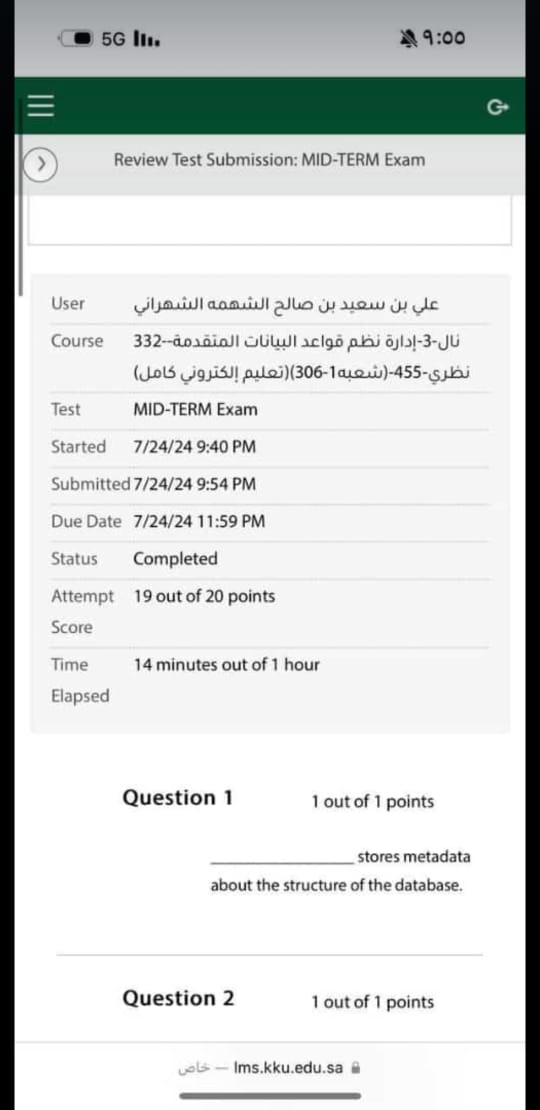 5G ٩:٥٥
Review Test Submission: MID-TERM Exam
User علي بن سعيد بن صالح الشهمه الشهراني
Course نال-3-إدارة نظم قواعد البيانات المتقدمة--332
نظري-455-(شعبه1-306)(تعليم إلكتروني كامل)
Test MID-TERM Exam
Started 7/24/24 9:40 PM
Submitted 7/24/24 9:54 PM
Due Date 7/24/24 11:59 PM
Status Completed
Attempt 19 out of 20 points
Score
Time 14 minutes out of 1 hour
Elapsed
Question 1 1 out of 1 points
______________ stores metadata
about the structure of the database.
Question 2 1 out of 1 points
lms.kku.edu.sa — خاص